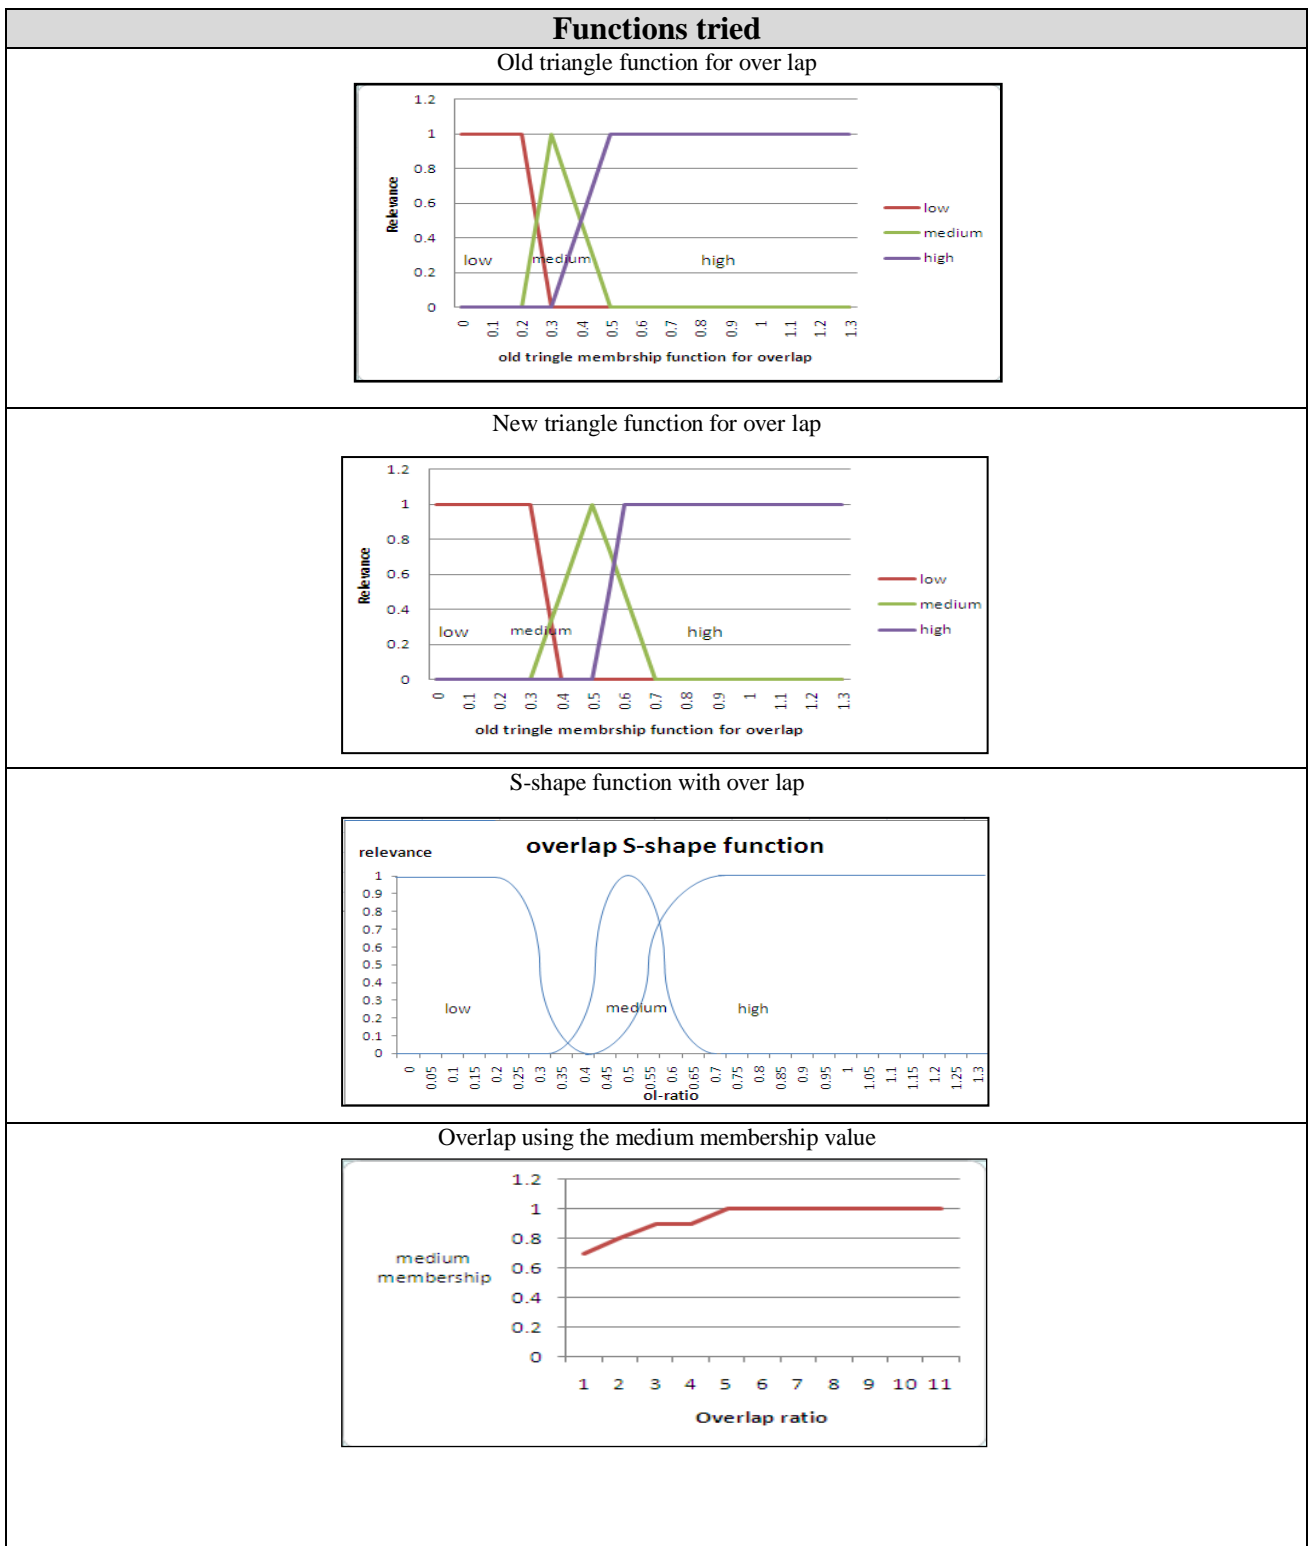 Functions tried
Old triangle function for over lap
1.2
1
0.8
0.6
0.4
0.2
0
Relevance
low
medium
high
low
medium
high
0 0.1 0.2 0.3 0.4 0.5 0.6 0.7 0.8 0.9 1 1.1 1.2 1.3
old tringle membrship function for overlap
New triangle function for over lap
1.2
1
0.8
0.6
0.4
0.2
0
Relevance
low
medium
high
low
medium
high
0 0.1 0.2 0.3 0.4 0.5 0.6 0.7 0.8 0.9 1 1.1 1.2 1.3
old tringle membrship function for overlap
S-shape function with over lap
overlap S-shape function
relevance
1
0.9
0.8
0.7
0.6
0.5
0.4
0.3
0.2
0.1
0
low
medium
high
0 0.05 0.1 0.15 0.2 0.25 0.3 0.35 0.4 0.45 0.5 0.55 0.6 0.65 0.7 0.75 0.8 0.85 0.9 0.95 1 1.05 1.1 1.15 1.2 1.25 1.3
ol-ratio
Overlap using the medium membership value
1.2
1
0.8
0.6
0.4
0.2
0
medium
membership
1 2 3 4 5 6 7 8 9 10 11
Overlap ratio